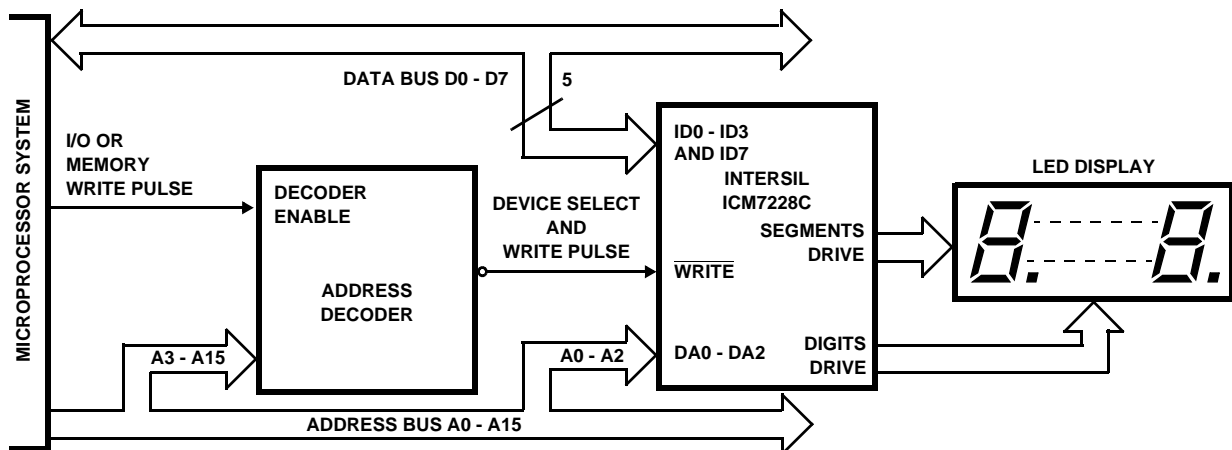 MICROPROCESSOR SYSTEM
DATA BUS D0 - D7
5
I/O OR
MEMORY
WRITE PULSE
DECODER
ENABLE
ADDRESS
DECODER
DEVICE SELECT
AND
WRITE PULSE
ID0 - ID3
AND ID7
INTERSIL
ICM7228C
SEGMENTS
DRIVE
WRITE
DA0 - DA2
DIGITS
DRIVE
LED DISPLAY
8. 8.
A3 - A15
A0 - A2
ADDRESS BUS A0 - A15